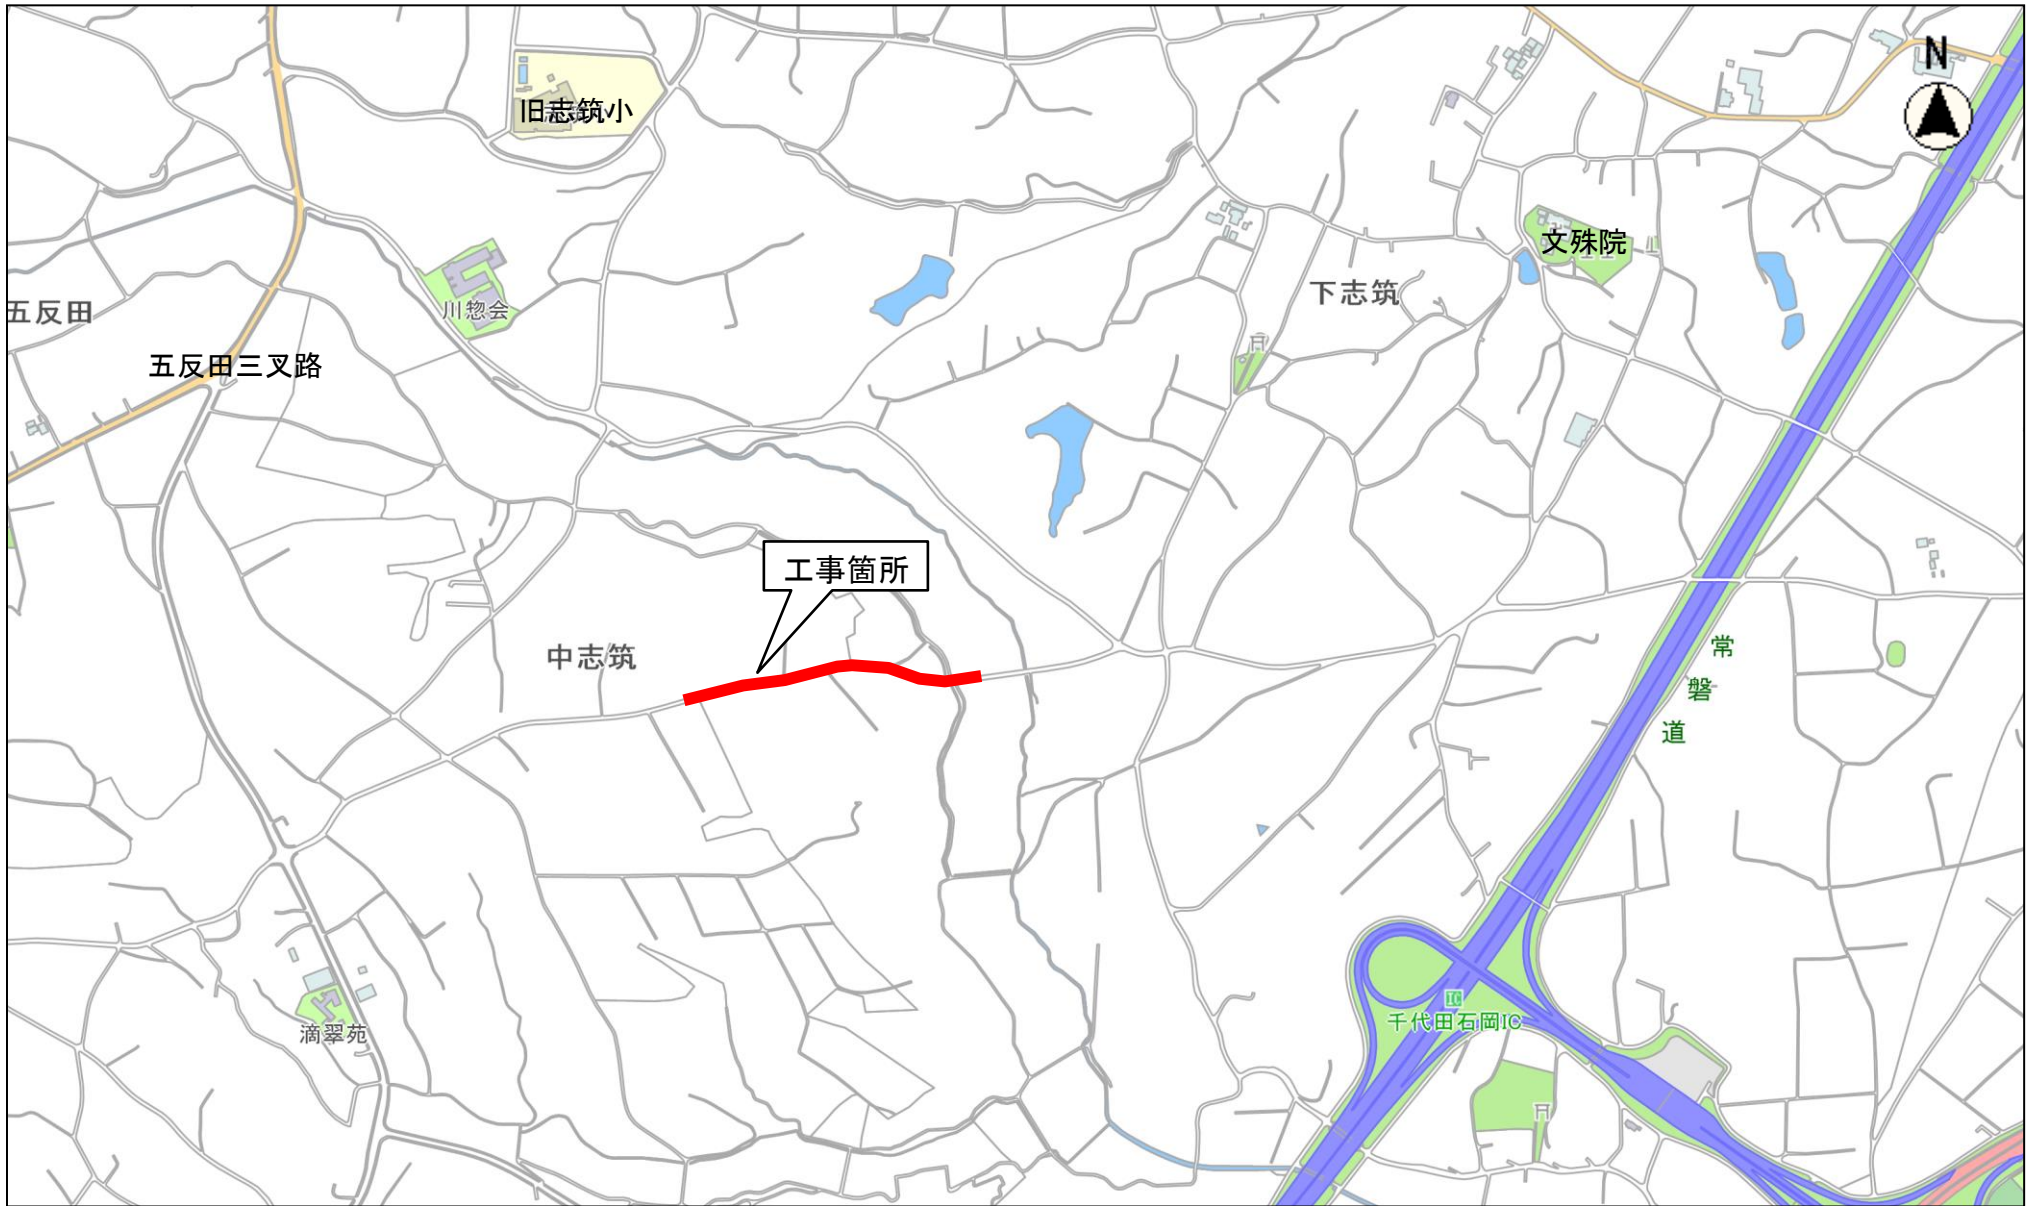 N
旧志筑小
文殊院
下志筑
川惣会
五反田
五反田三叉路
工事箇所
中志筑
常
磐
道
IC
千代田石岡IC
滴翠苑